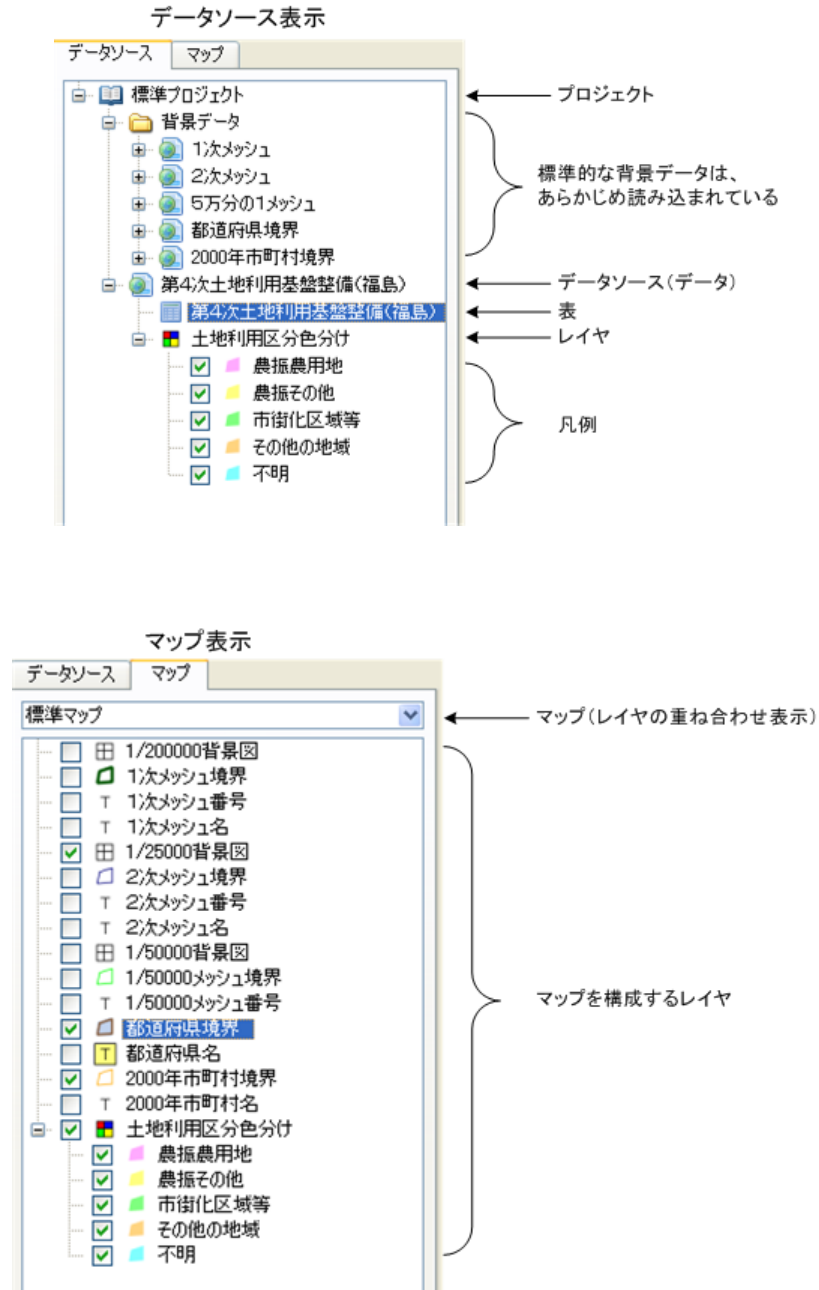 データソース表示
データソース マップ
標準プロジェクト
プロジェクト
背景データ
1次メッシュ
2次メッシュ
5万分の1メッシュ
都道府県境界
2000年市町村境界
標準的な背景データは、
あらかじめ読み込まれている
第4次土地利用基盤整備(福島)
データソース(データ)
第4次土地利用基盤整備(福島)
表
土地利用区分色分け
レイヤ
農振農用地
農振その他
市街化区域等
その他の地域
不明
凡例
マップ表示
データソース マップ
標準マップ
マップ(レイヤの重ね合わせ表示)
1/200000背景図
1次メッシュ境界
1次メッシュ番号
1次メッシュ名
1/25000背景図
2次メッシュ境界
2次メッシュ番号
2次メッシュ名
1/50000背景図
1/50000メッシュ境界
1/50000メッシュ番号
都道府県境界
都道府県名
2000年市町村境界
2000年市町村名
土地利用区分色分け
農振農用地
農振その他
市街化区域等
その他の地域
不明
マップを構成するレイヤ